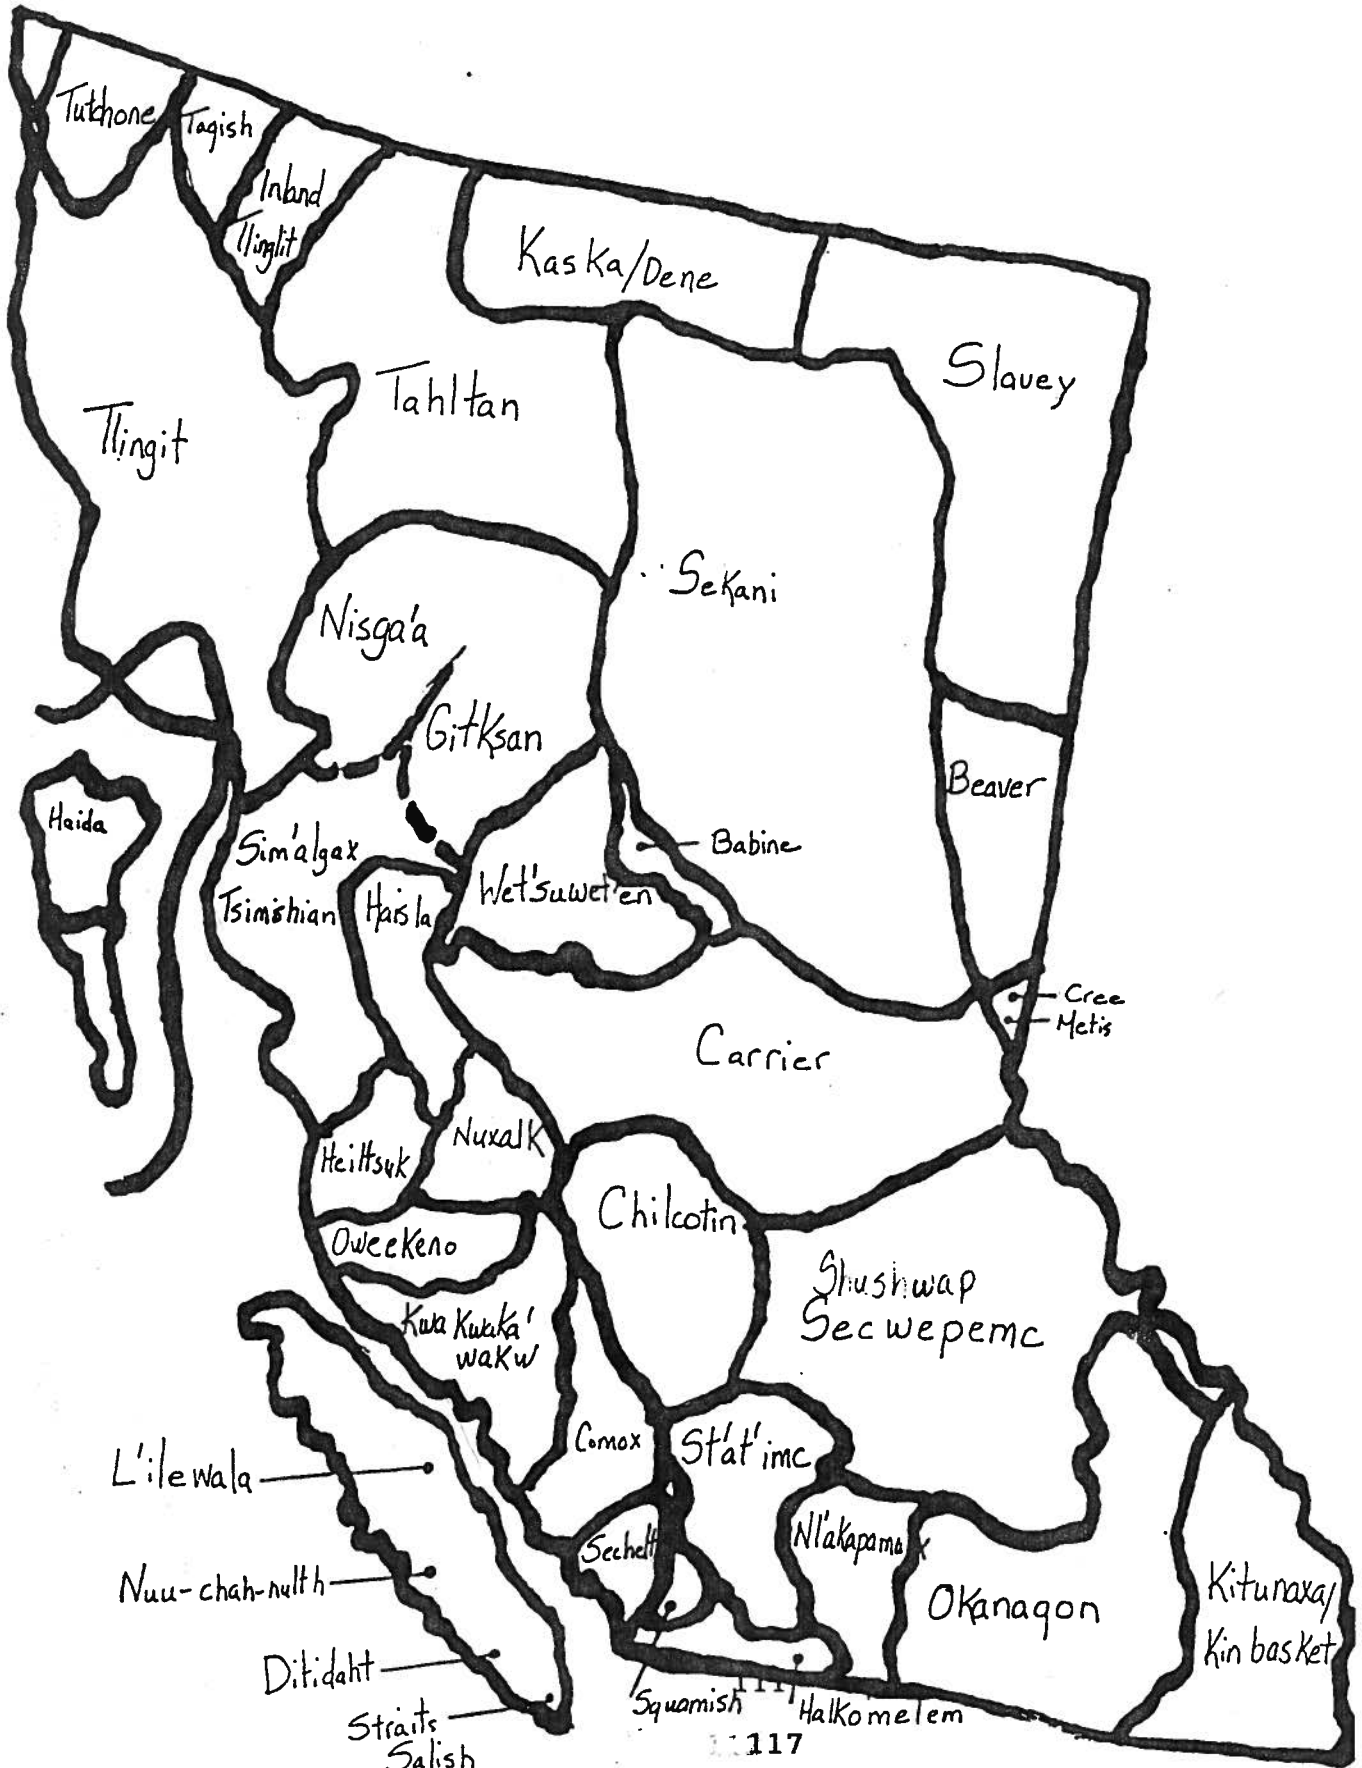 Tutchone
Tagish
Inland
Tlinglit
Kaska/Dene
Slavey
Tahltan
Tlingit
Sekani
Nisga'a
Gitksan
Beaver
Haida
Babine
Sim'algax
Tsimshian
Haisla
Wet'suwet'en
Cree
Metis
Carrier
Nuxalk
Heiltsuk
Chilcotin
Oweekeno
Shushwap
Secwepemc
Kwa Kwaka'
wakw
Comox
St'at'imc
L'ilewala
Sechelt
Nl'akapamux
Nuu-chah-nulth
Okanagon
Kitunaxa/
Kinbasket
Ditidaht
Squamish
Halkomelem
Straits
Salish
117